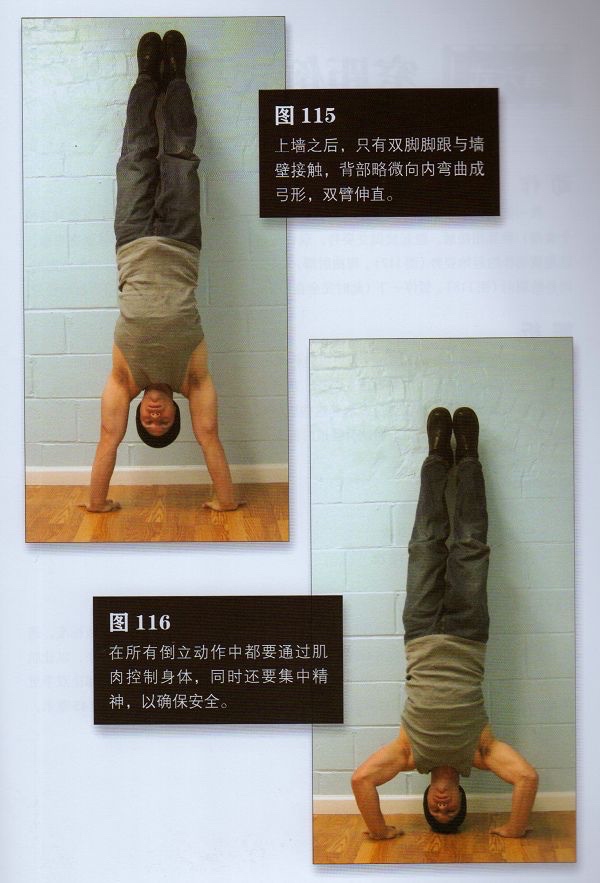 图 115
上墙之后，只有双脚脚跟与墙
壁接触，背部略微向内弯曲成
弓形，双臂伸直。
图 116
在所有倒立动作中都要通过肌
肉控制身体，同时还要集中精
神，以确保安全。